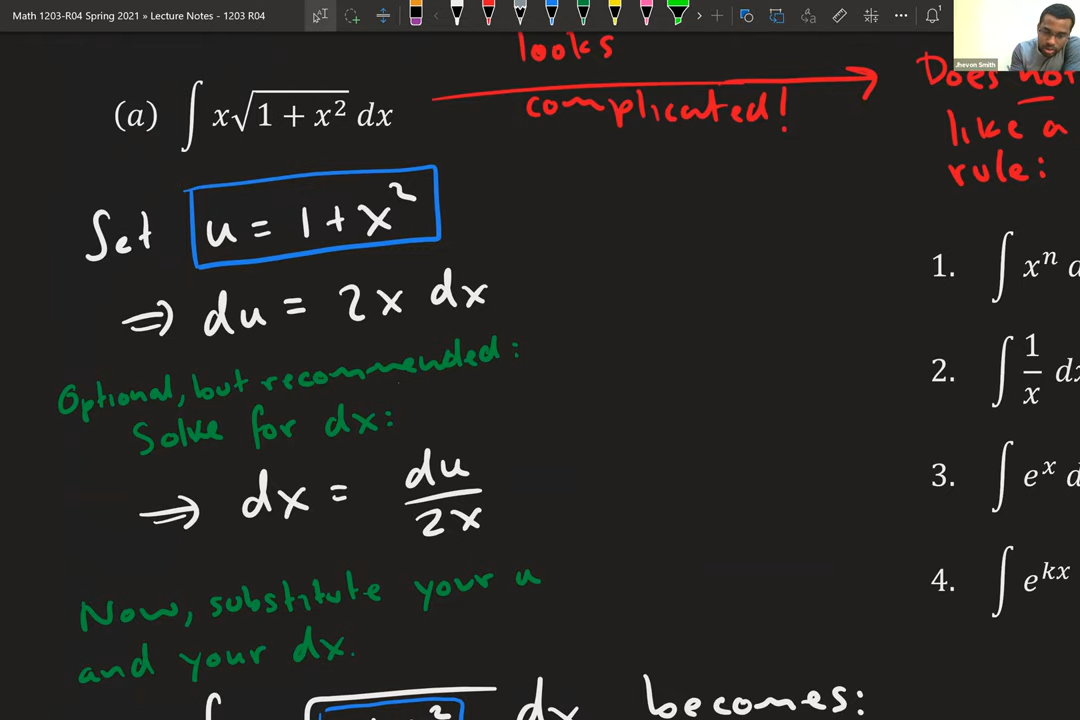 Math 1203-R04 Spring 2021 » Lecture Notes - 1203 R04
Jhevon Smith
looks
complicated!
Does not
like a
rule:
(a) ∫ x√(1 + x²) dx
Set u = 1 + x²
⇒ du = 2x dx
Optional, but recommended:
Solve for dx:
⇒ dx = du/2x
Now, substitute your u
and your dx.
dx becomes:
1. ∫ xⁿ d
2. ∫ 1/x dx
3. ∫ eˣ d
4. ∫ eᵏˣ